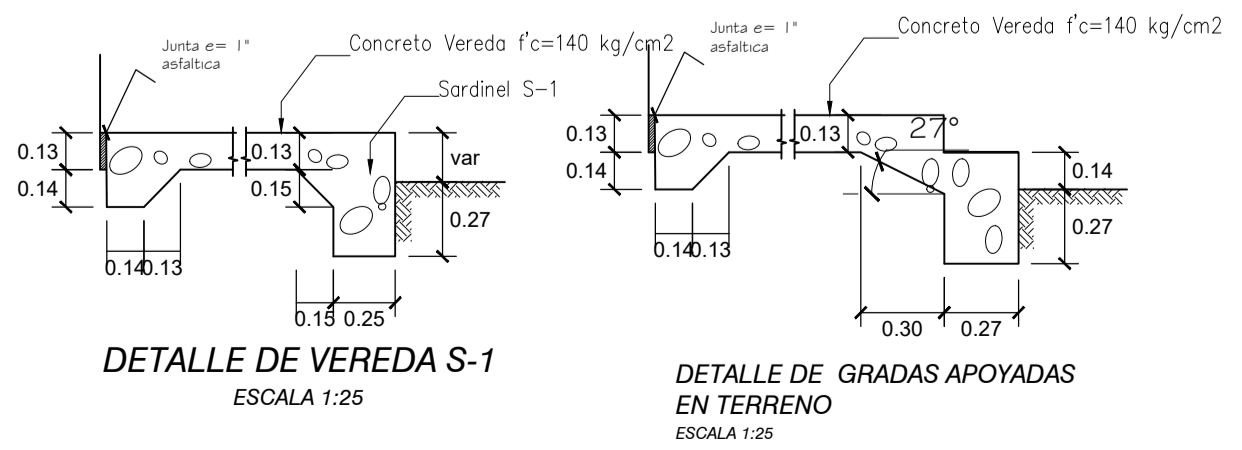 Junta e= 1"
asfaltica
Concreto Vereda f'c=140 kg/cm2
Sardinel S-1
0.13
0.14
0.13
0.15
var
0.27
0.14
0.13
0.15
0.25
DETALLE DE VEREDA S-1
ESCALA 1:25
Junta e= 1"
asfaltica
Concreto Vereda f'c=140 kg/cm2
0.13
0.14
0.13
27°
0.14
0.27
0.14
0.13
0.30
0.27
DETALLE DE GRADAS APOYADAS
EN TERRENO
ESCALA 1:25